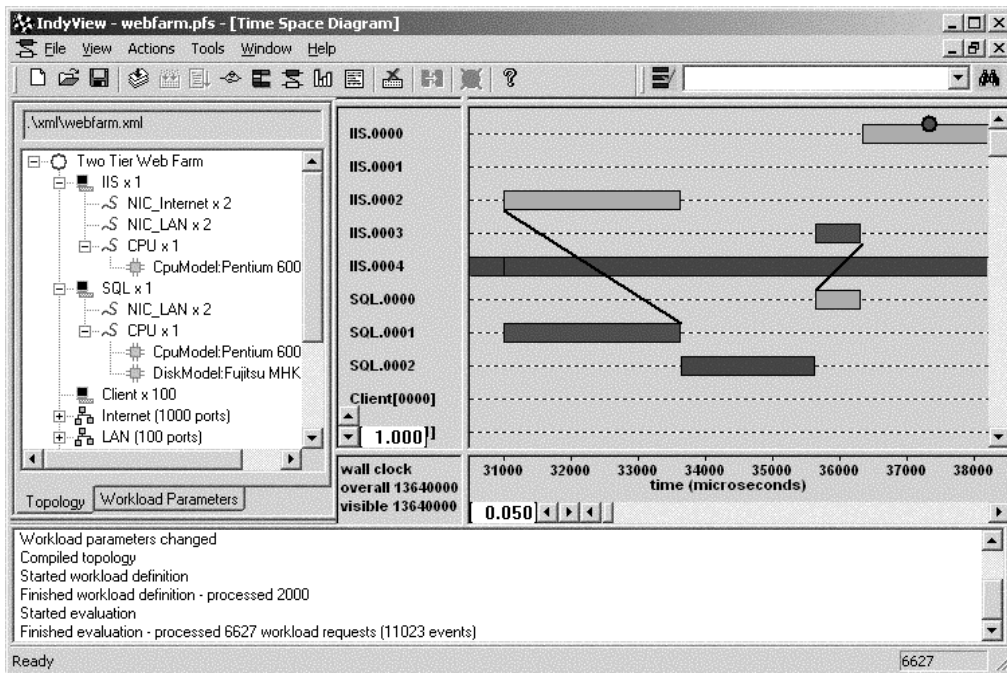 IndyView - webfarm.pfs - [Time Space Diagram]
File View Actions Tools Window Help
.\xml\webfarm.xml
Two Tier Web Farm
IIS x 1
NIC_Internet x 2
NIC_LAN x 2
CPU x 1
CpuModel:Pentium 600
SQL x 1
NIC_LAN x 2
CPU x 1
CpuModel:Pentium 600
DiskModel:Fujitsu MHK
Client x 100
Internet (1000 ports)
LAN (100 ports)
Topology Workload Parameters
IIS.0000
IIS.0001
IIS.0002
IIS.0003
IIS.0004
SQL.0000
SQL.0001
SQL.0002
Client[0000]
[ 1.000 ]
wall clock
overall 13640000
visible 13640000
31000 32000 33000 34000 35000 36000 37000 38000
time (microseconds)
[ 0.050 ]
Workload parameters changed
Compiled topology
Started workload definition
Finished workload definition - processed 2000
Started evaluation
Finished evaluation - processed 6627 workload requests (11023 events)
Ready
6627